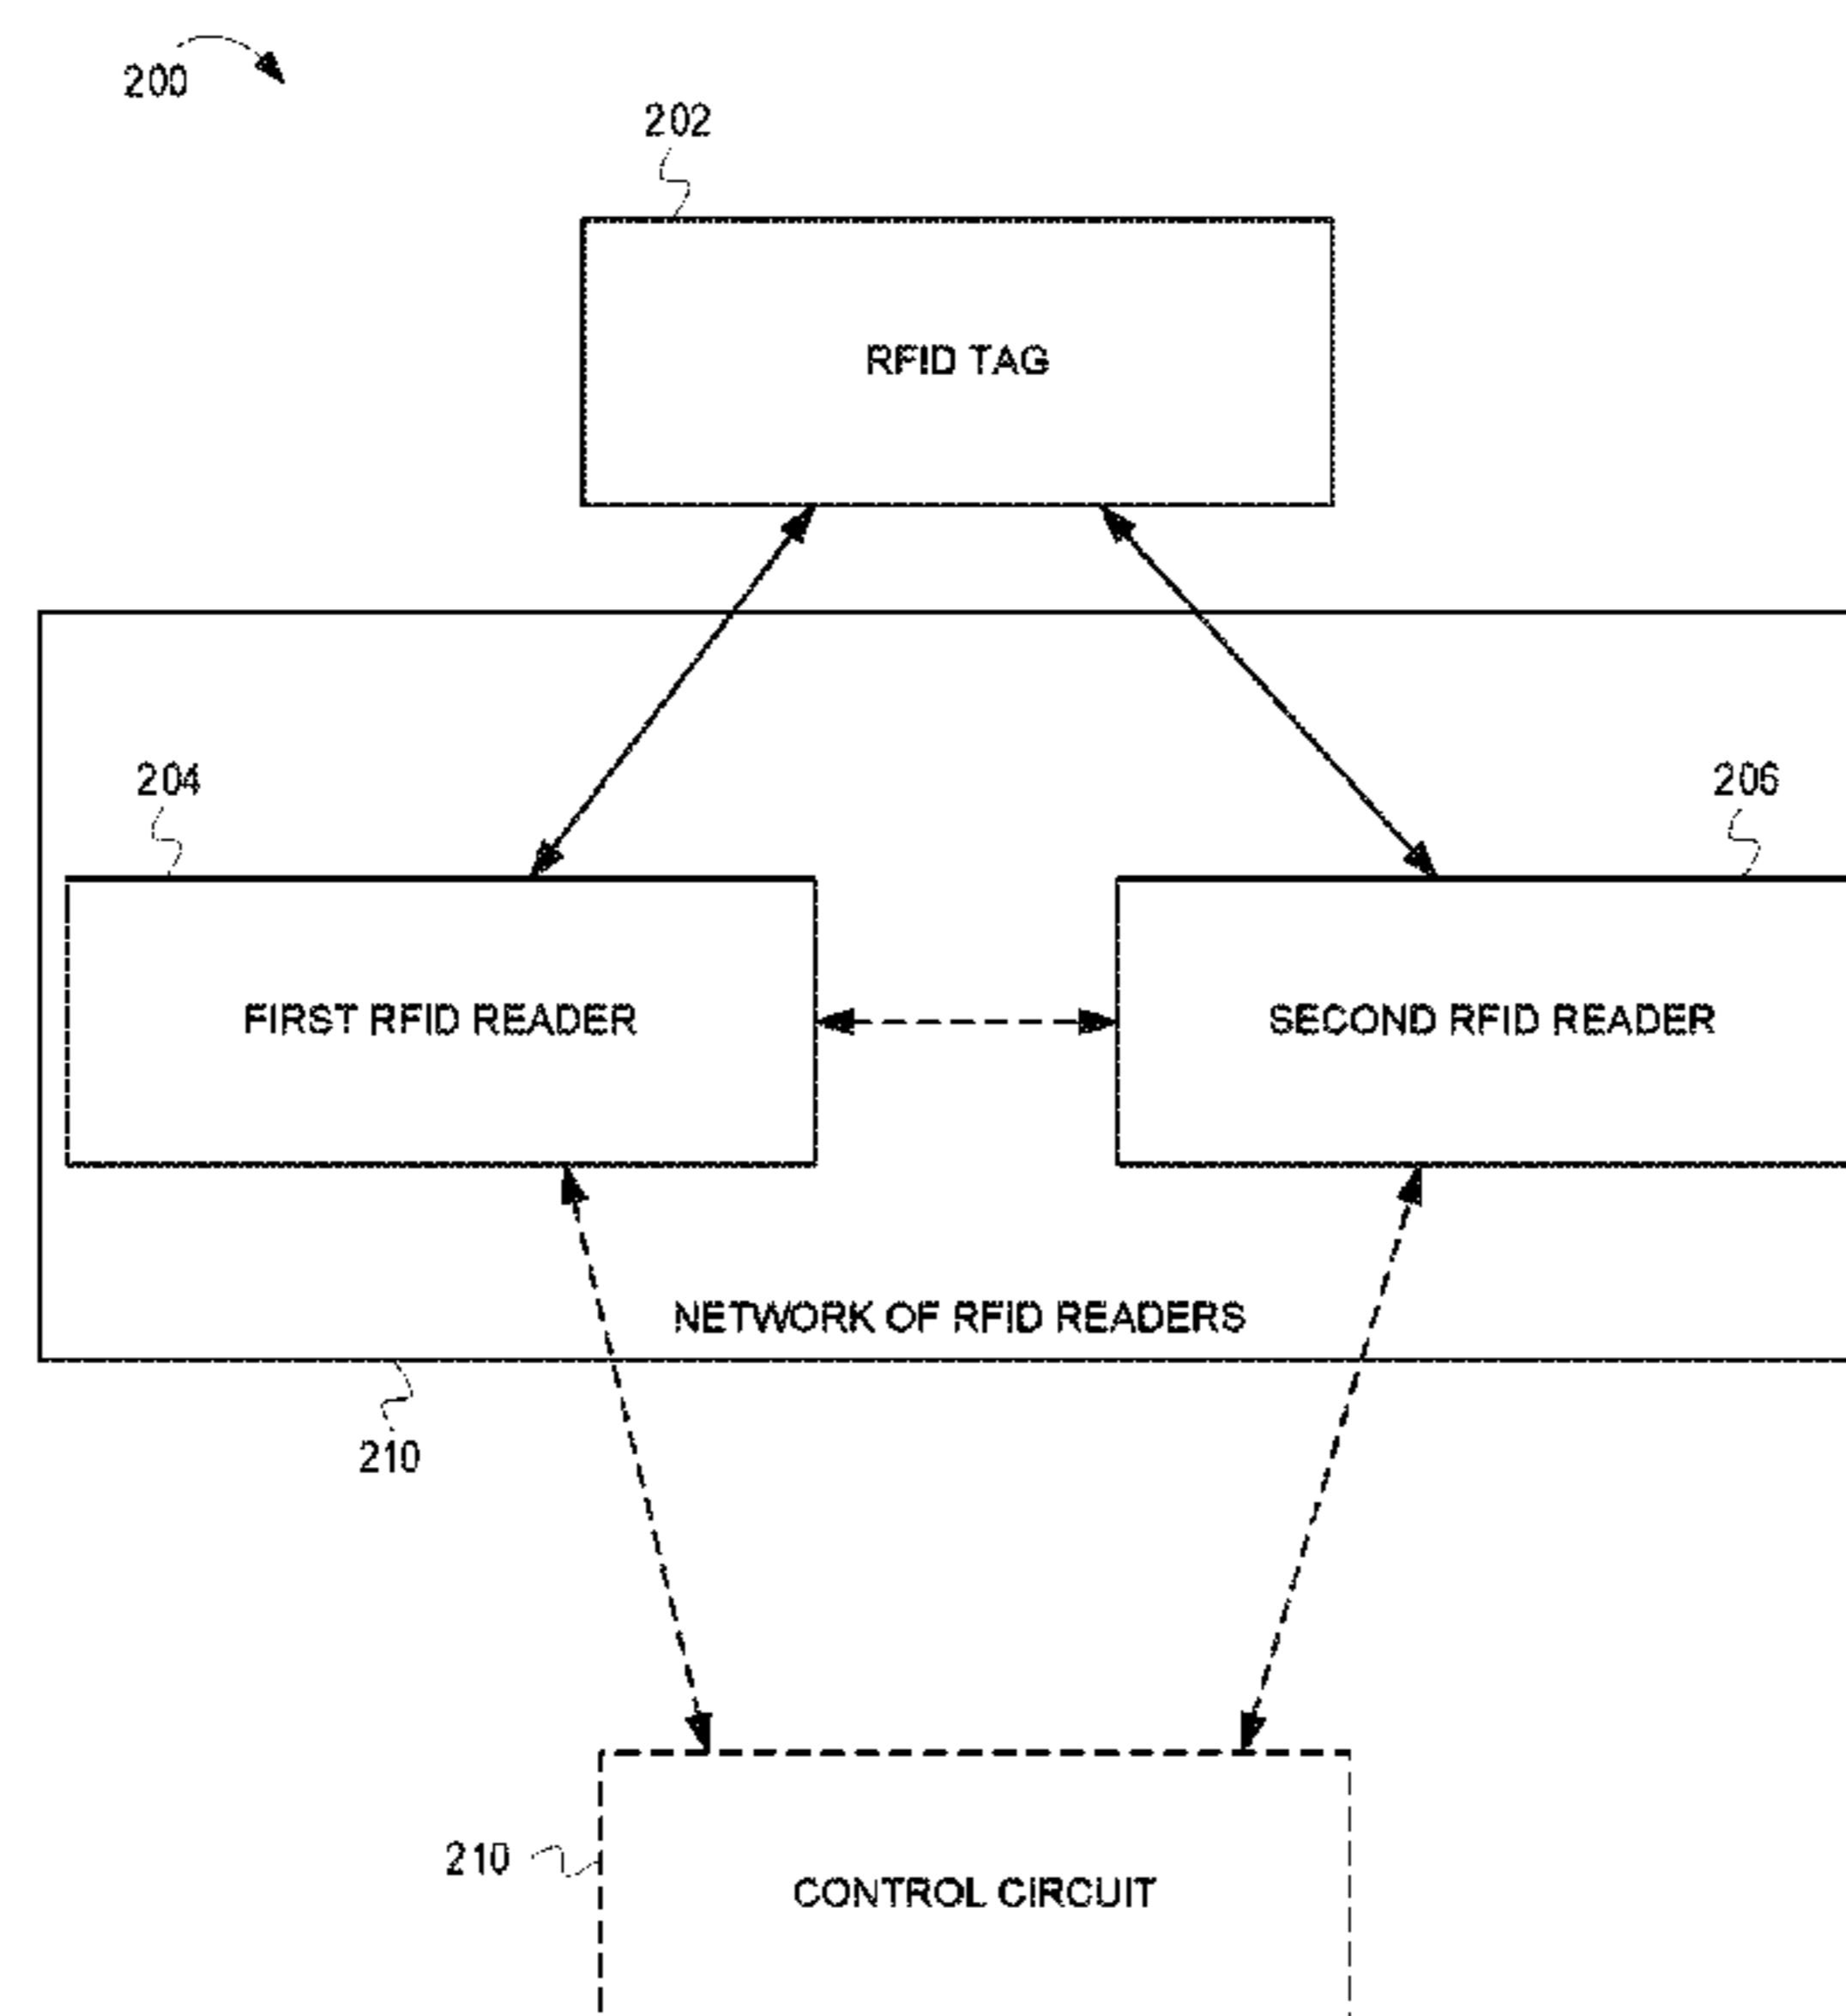 200
202
RFID TAG
204
206
FIRST RFID READER
SECOND RFID READER
NETWORK OF RFID READERS
210
210
CONTROL CIRCUIT